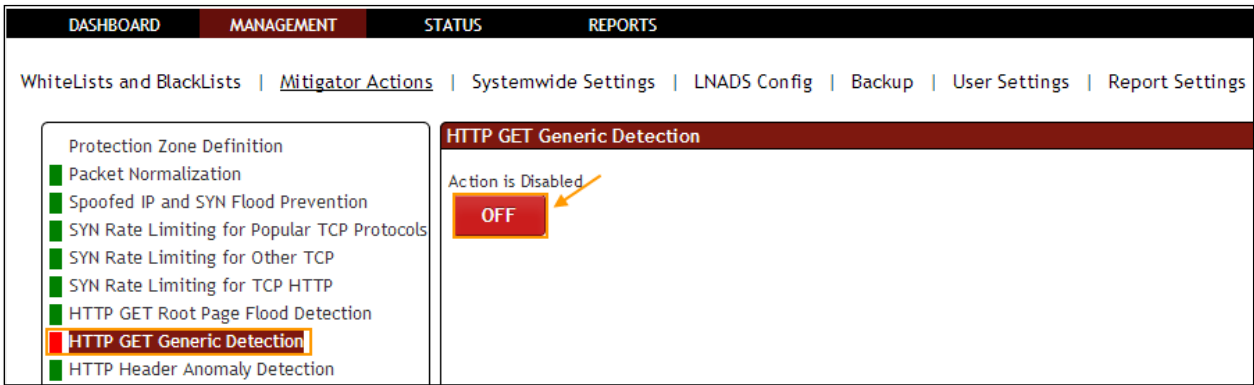 DASHBOARD MANAGEMENT STATUS REPORTS
WhiteLists and BlackLists | Mitigator Actions | Systemwide Settings | LNADS Config | Backup | User Settings | Report Settings
Protection Zone Definition
Packet Normalization
Spoofed IP and SYN Flood Prevention
SYN Rate Limiting for Popular TCP Protocols
SYN Rate Limiting for Other TCP
SYN Rate Limiting for TCP HTTP
HTTP GET Root Page Flood Detection
HTTP GET Generic Detection
HTTP Header Anomaly Detection
HTTP GET Generic Detection
Action is Disabled
OFF